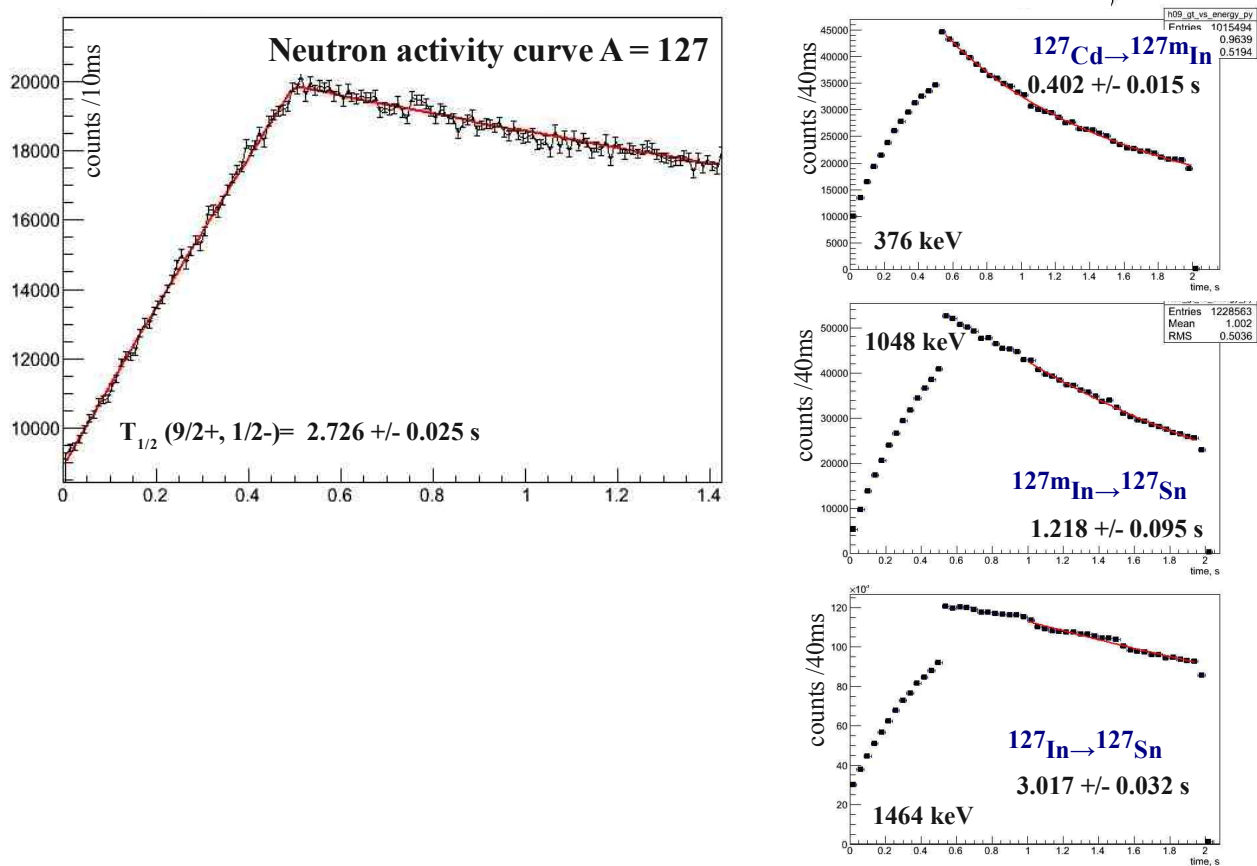 Neutron activity curve A = 127
counts /10ms
20000
18000
16000
14000
12000
10000
T1/2 (9/2+, 1/2-)= 2.726 +/- 0.025 s
0 0.2 0.4 0.6 0.8 1 1.2 1.4
h09_gt_vs_energy_py
Entries 1015494
0.9639
0.5194
127Cd→127mIn
0.402 +/- 0.015 s
counts /40ms
45000
40000
35000
30000
25000
20000
15000
10000
5000
0
376 keV
0 0.2 0.4 0.6 0.8 1 1.2 1.4 1.6 1.8 2
time, s
Entries 1228563
Mean 1.002
RMS 0.5036
1048 keV
counts /40ms
50000
40000
30000
20000
10000
0
127mIn→127Sn
1.218 +/- 0.095 s
0 0.2 0.4 0.6 0.8 1 1.2 1.4 1.6 1.8 2
time, s
counts /40ms
120
100
80
60
40
20
0
127In→127Sn
3.017 +/- 0.032 s
1464 keV
0 0.2 0.4 0.6 0.8 1 1.2 1.4 1.6 1.8 2
time, s